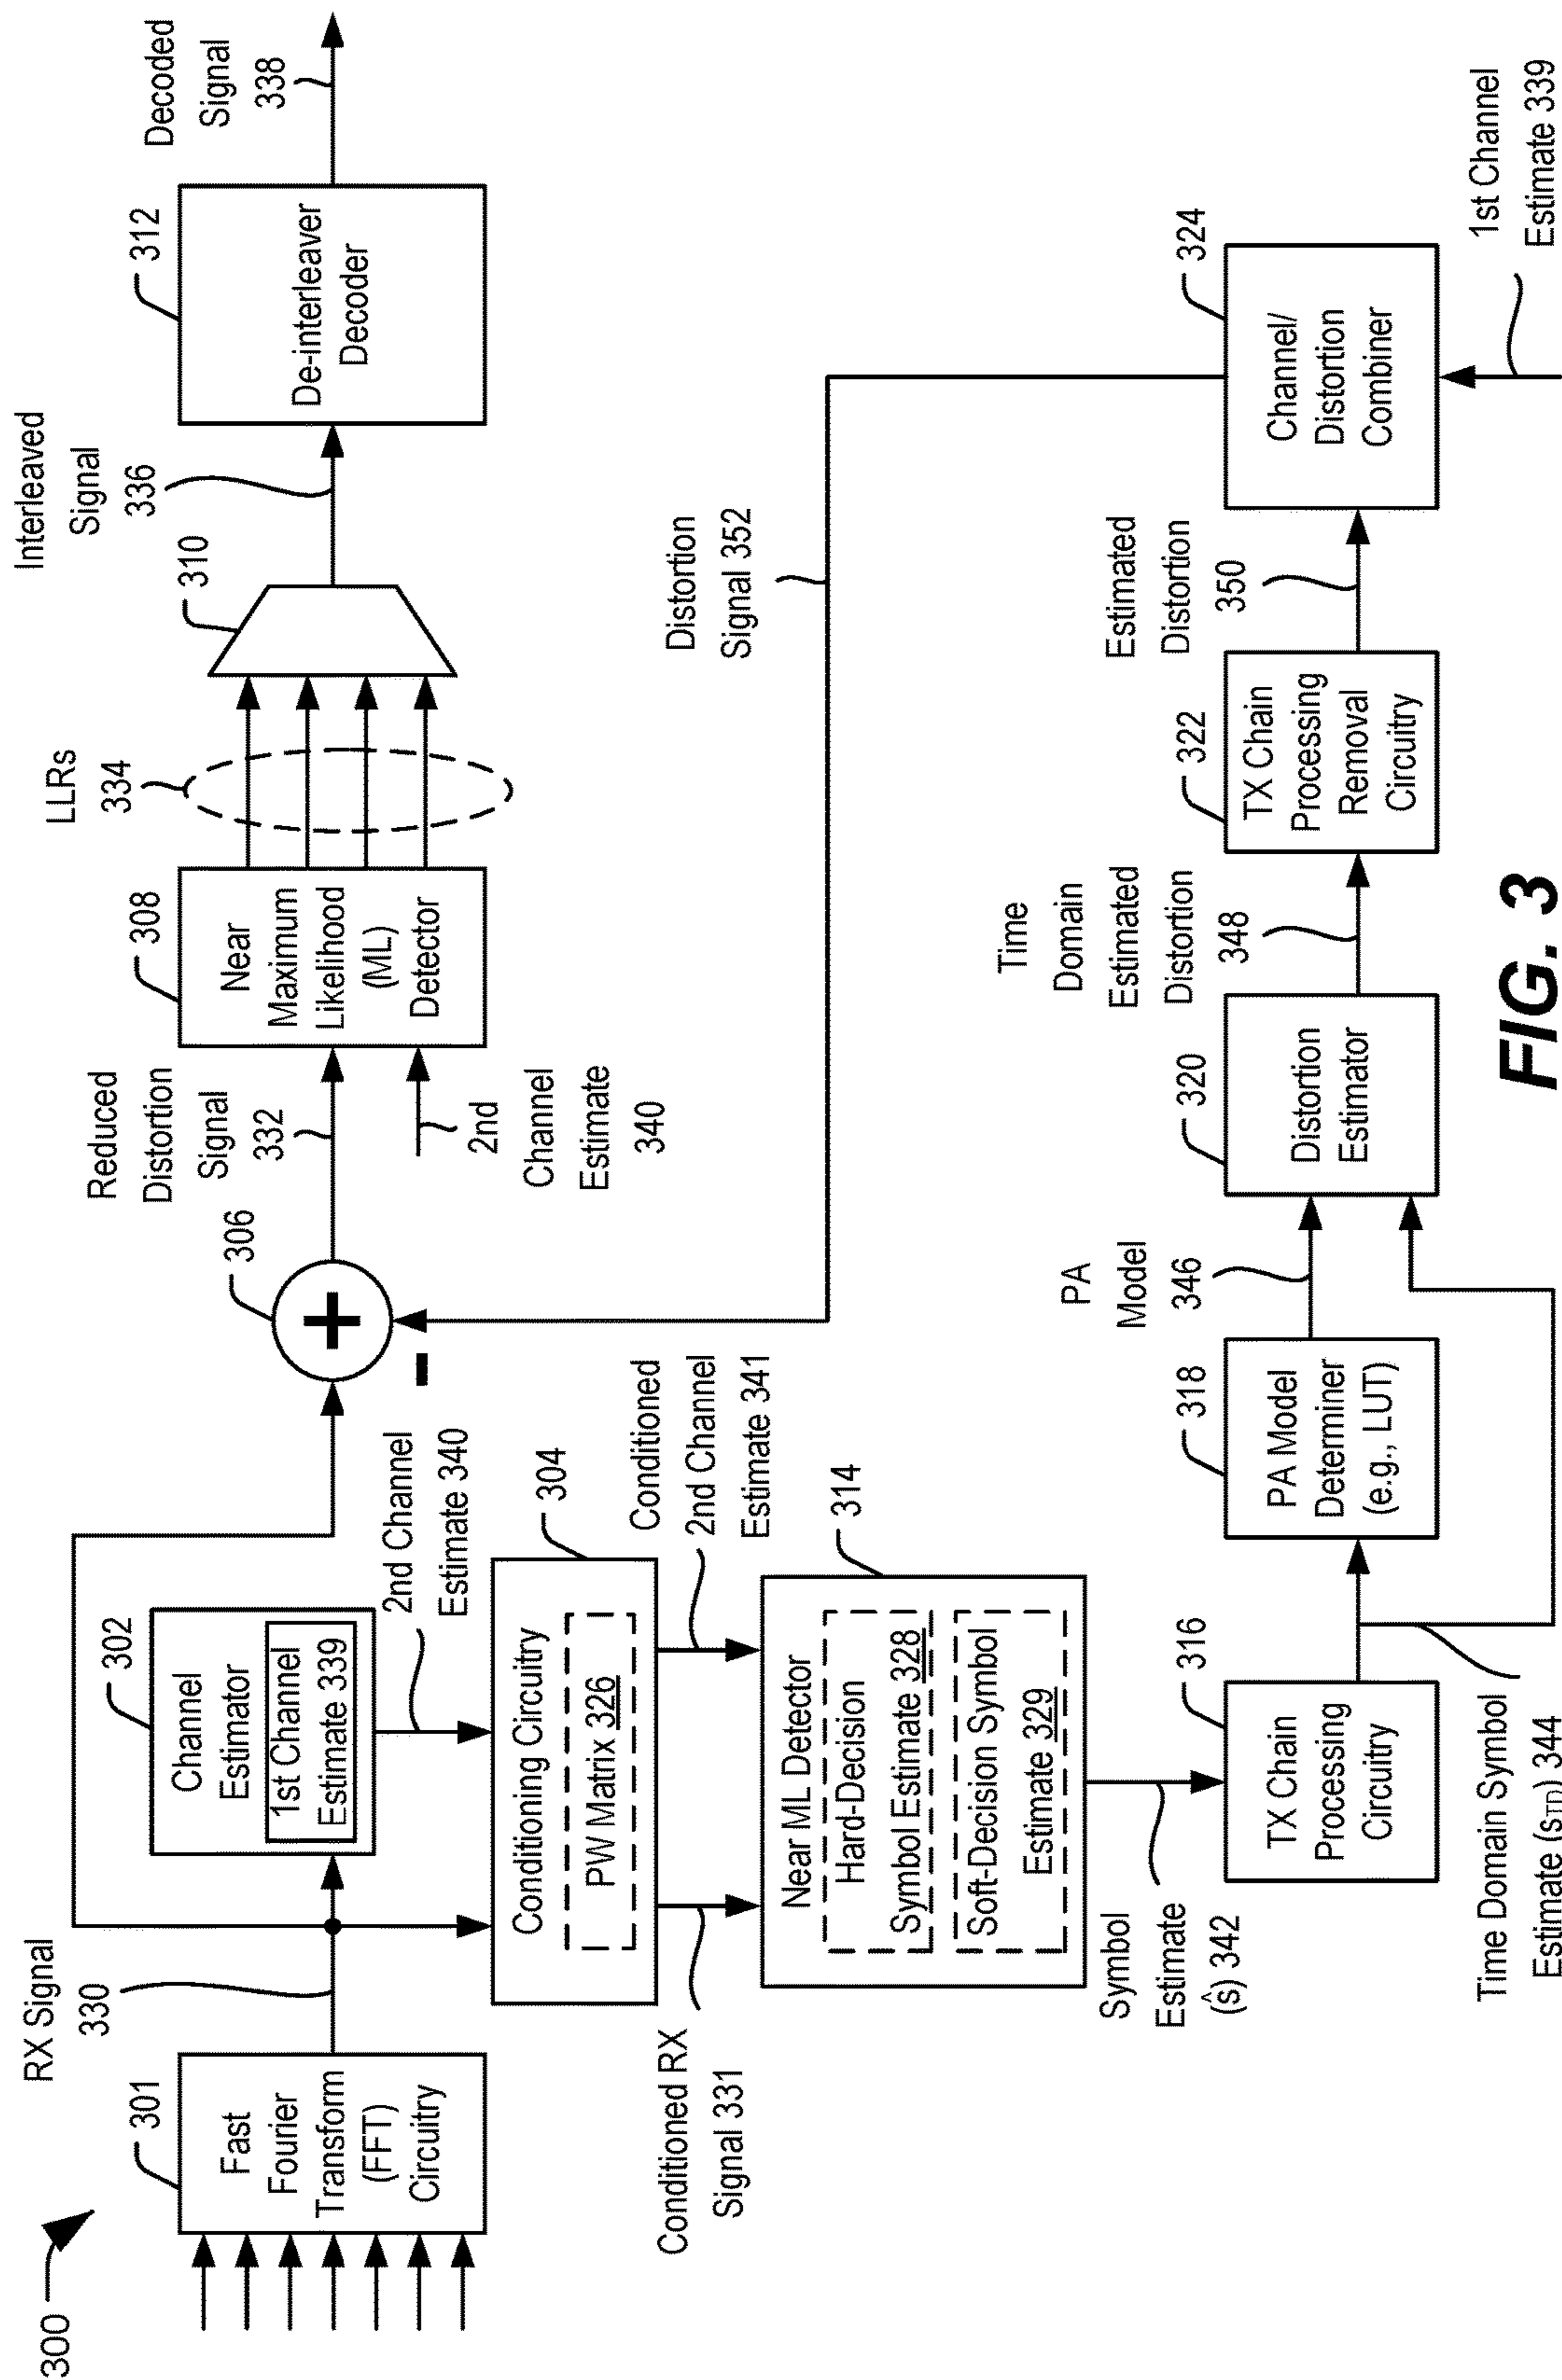 300
301
Fast
Fourier
Transform
(FFT)
Circuitry
RX Signal
330
302
Channel
Estimator
1st Channel
Estimate 339
2nd Channel
Estimate 340
306
+
-
Reduced
Distortion
Signal
332
2nd
Channel
Estimate
340
308
Near
Maximum
Likelihood
(ML)
Detector
LLRs
334
310
Interleaved
Signal
336
312
De-interleaver
Decoder
Decoded
Signal
338
304
Conditioning Circuitry
PW Matrix 326
Conditioned RX
Signal 331
Conditioned
2nd Channel
Estimate 341
314
Near ML Detector
Hard-Decision
Symbol Estimate 328
Soft-Decision Symbol
Estimate 329
Symbol
Estimate
(ŝ) 342
316
TX Chain
Processing
Circuitry
Time Domain Symbol
Estimate (sTD) 344
318
PA Model
Determiner
(e.g., LUT)
PA
Model
346
320
Distortion
Estimator
Time
Domain
Estimated
Distortion
348
322
TX Chain
Processing
Removal
Circuitry
Estimated
Distortion
350
324
Channel/
Distortion
Combiner
1st Channel
Estimate 339
Distortion
Signal 352
FIG. 3